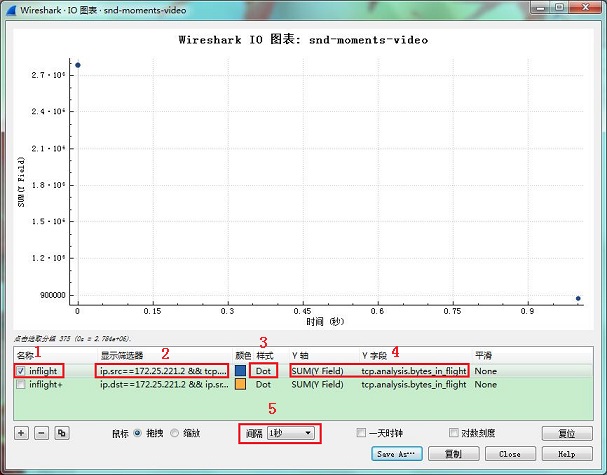 Wireshark · IO 图表 · snd-moments-video
Wireshark IO 图表: snd-moments-video
2.7·10⁶
2.4·10⁶
2.1·10⁶
1.8·10⁶
1.5·10⁶
1.2·10⁶
900000
SUM(Y Field)
0 0.15 0.3 0.45 0.6 0.75 0.9
时间 (秒)
点击选取分组 375 (0s = 2.784e+06).
1 2 3 4
名称 显示筛选器 颜色 样式 Y 轴 Y 字段 平滑
inflight ip.src==172.25.221.2 && tcp.... Dot SUM(Y Field) tcp.analysis.bytes_in_flight None
inflight+ ip.dst==172.25.221.2 && ip.sr... Dot SUM(Y Field) tcp.analysis.bytes_in_flight None
5
鼠标 拖拽 缩放 间隔 1秒 一天时钟 对数刻度 复位
Save As… 复制 Close Help